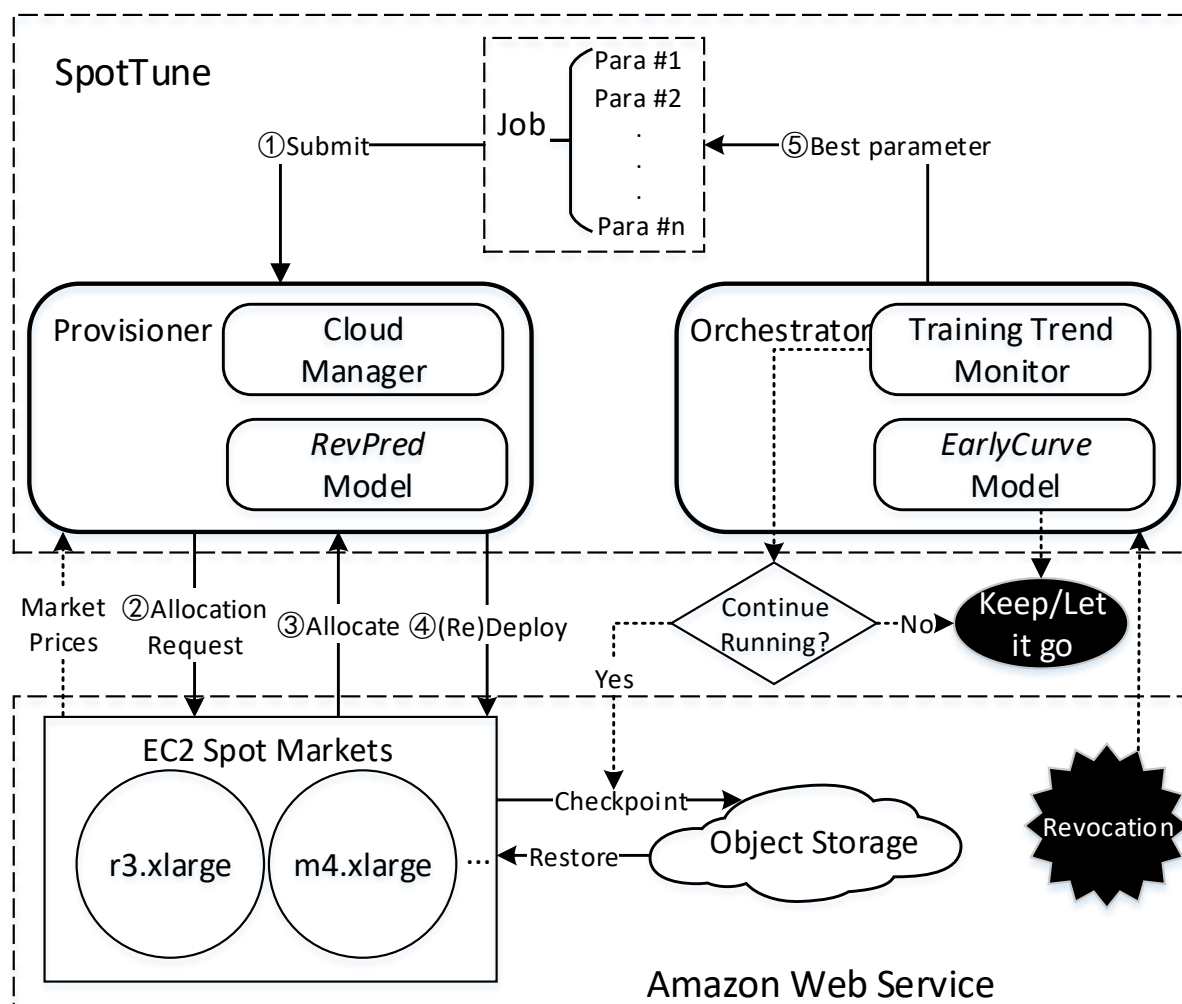 SpotTune
Job
Para #1
Para #2
.
.
.
Para #n
①Submit
⑤Best parameter
Provisioner
Cloud
Manager
RevPred
Model
Orchestrator
Training Trend
Monitor
EarlyCurve
Model
Market
Prices
②Allocation
Request
③Allocate
④(Re)Deploy
Continue
Running?
No
Keep/Let
it go
Yes
EC2 Spot Markets
r3.xlarge
m4.xlarge
...
Checkpoint
Restore
Object Storage
Revocation
Amazon Web Service